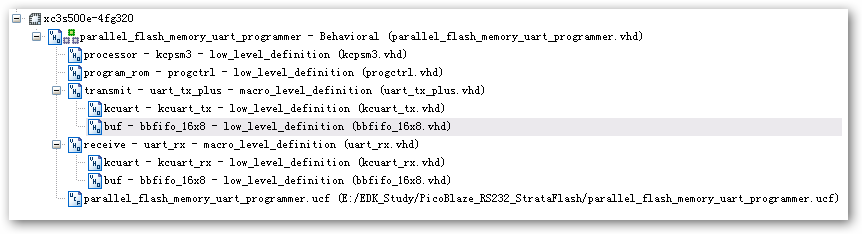 xc3s500e-4fg320
parallel_flash_memory_uart_programmer - Behavioral (parallel_flash_memory_uart_programmer.vhd)
processor - kcpsm3 - low_level_definition (kcpsm3.vhd)
program_rom - progctrl - low_level_definition (progctrl.vhd)
transmit - uart_tx_plus - macro_level_definition (uart_tx_plus.vhd)
kcuart - kcuart_tx - low_level_definition (kcuart_tx.vhd)
buf - bbfifo_16x8 - low_level_definition (bbfifo_16x8.vhd)
receive - uart_rx - macro_level_definition (uart_rx.vhd)
kcuart - kcuart_rx - low_level_definition (kcuart_rx.vhd)
buf - bbfifo_16x8 - low_level_definition (bbfifo_16x8.vhd)
parallel_flash_memory_uart_programmer.ucf (E:/EDK_Study/PicoBlaze_RS232_StrataFlash/parallel_flash_memory_uart_programmer.ucf)